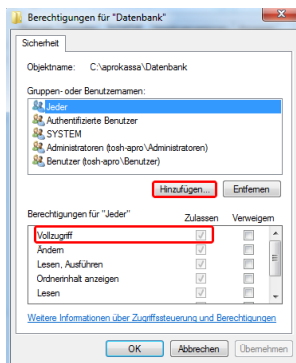 Berechtigungen für "Datenbank"
Sicherheit
Objektname: C:\aprokassa\Datenbank
Gruppen- oder Benutzernamen:
Jeder
Authentifizierte Benutzer
SYSTEM
Administratoren (tosh-apro\Administratoren)
Benutzer (tosh-apro\Benutzer)
Hinzufügen... Entfernen
Berechtigungen für "Jeder" Zulassen Verweigern
Vollzugriff
Ändern
Lesen, Ausführen
Ordnerinhalt anzeigen
Lesen
Weitere Informationen über Zugriffssteuerung und Berechtigungen
OK Abbrechen Übernehmen